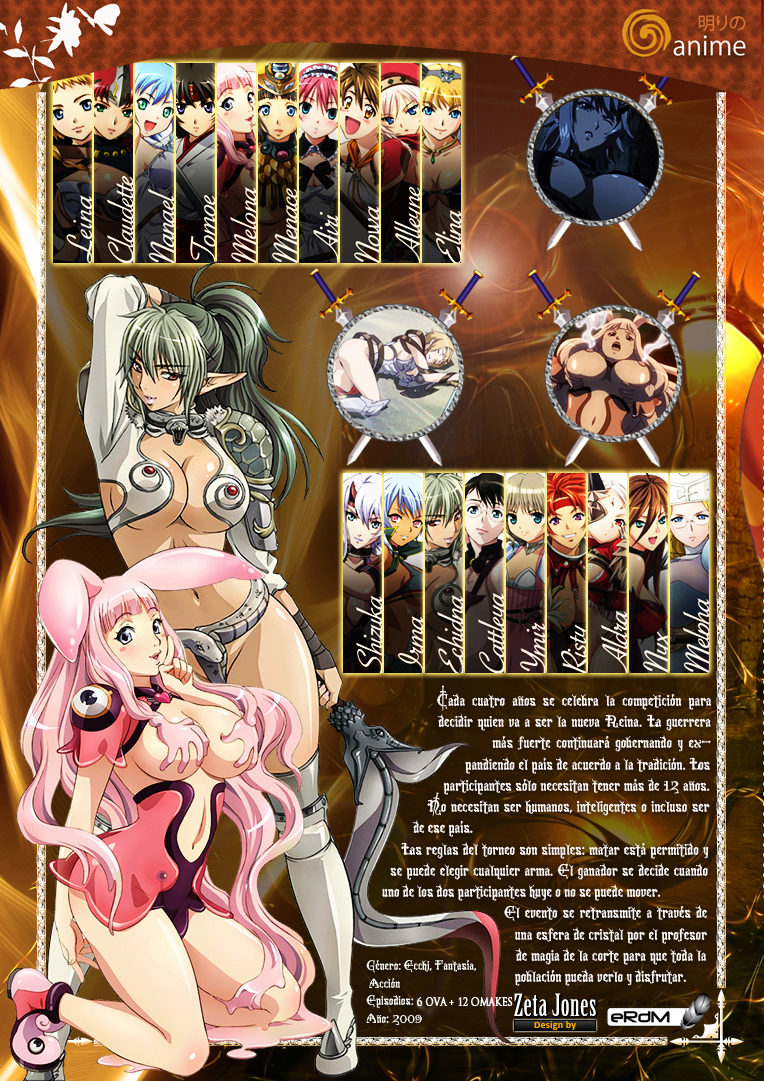 明りの
anime
Leina
Claudette
Nanael
Tomoe
Melona
Menace
Airi
Nowa
Alleyne
Elina
Shizuka
Irma
Echidna
Cattleya
Ymir
Risty
Aldra
Nyx
Melpha
Cada cuatro años se celebra la competición para
decidir quien va a ser la nueva Reina. La guerrera
más fuerte continuará gobernando y ex-
pandiendo el país de acuerdo a la tradición. Los
participantes sólo necesitan tener más de 12 años.
No necesitan ser humanos, inteligentes o incluso ser
de ese país.
Las reglas del torneo son simples: matar está permitido y
se puede elegir cualquier arma. El ganador se decide cuando
uno de los dos participantes huye o no se puede mover.
El evento se retransmite a través de
una esfera de cristal por el profesor
de magia de la corte para que toda la
población pueda verlo y disfrutar.
Género: Ecchi, Fantasía,
Acción
Episodios: 6 OVA + 12 OMAKES
Año: 2009
Zeta Jones
Design by
eRdM